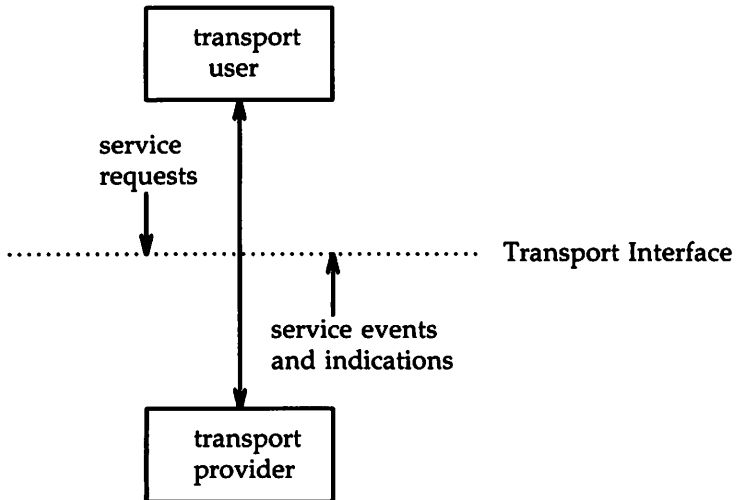 transport
user
service
requests
Transport Interface
service events
and indications
transport
provider